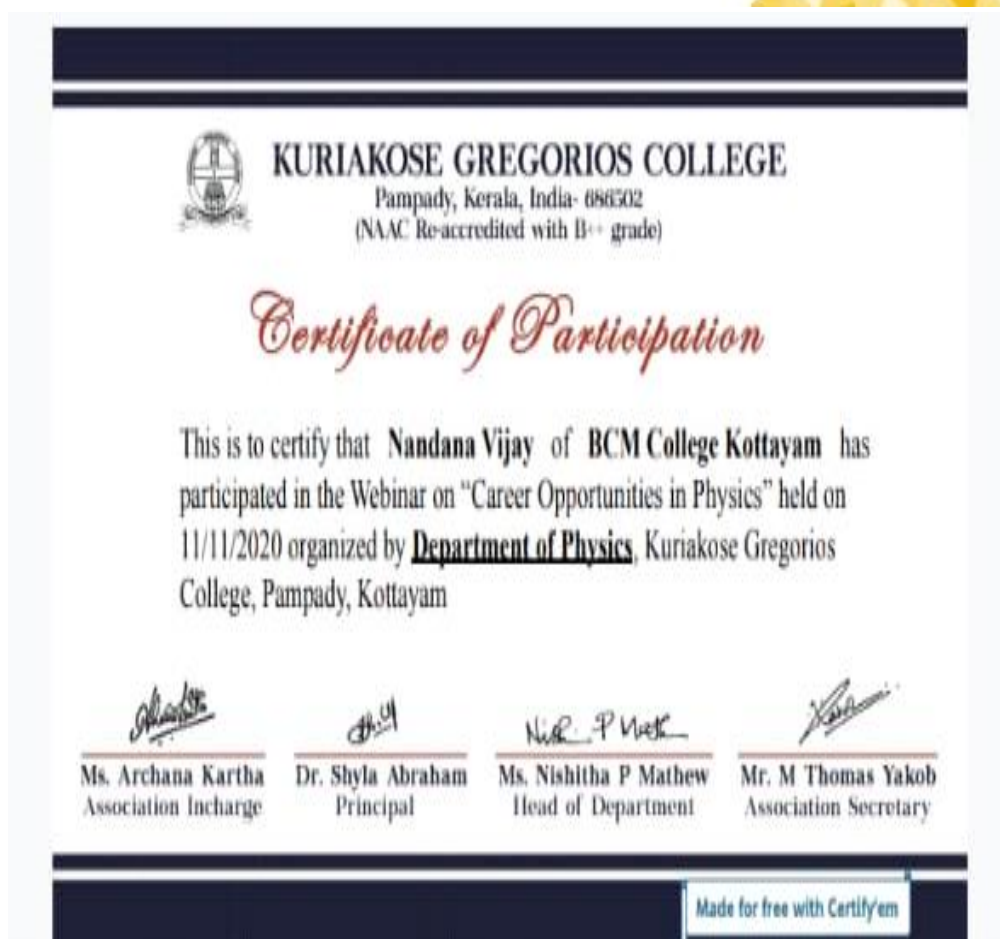 KURIAKOSE GREGORIOS COLLEGE
Pampady, Kerala, India- 686502
(NAAC Re-accredited with B++ grade)
Certificate of Participation
This is to certify that Nandana Vijay of BCM College Kottayam has
participated in the Webinar on “Career Opportunities in Physics” held on
11/11/2020 organized by Department of Physics, Kuriakose Gregorios
College, Pampady, Kottayam
Ms. Archana Kartha
Association Incharge
Dr. Shyla Abraham
Principal
Ms. Nishitha P Mathew
Head of Department
Mr. M Thomas Yakob
Association Secretary
Made for free with Certify'em